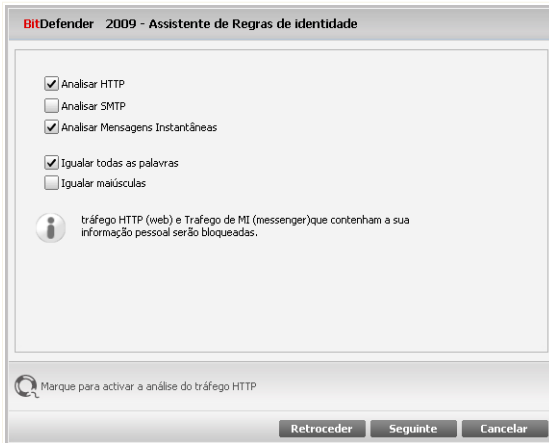 BitDefender 2009 - Assistente de Regras de identidade
Analisar HTTP
Analisar SMTP
Analisar Mensagens Instantâneas
Igualar todas as palavras
Igualar maiúsculas
tráfego HTTP (web) e Trafego de MI (messenger)que contenham a sua
informação pessoal serão bloqueadas.
Marque para activar a análise do tráfego HTTP
Retroceder Seguinte Cancelar